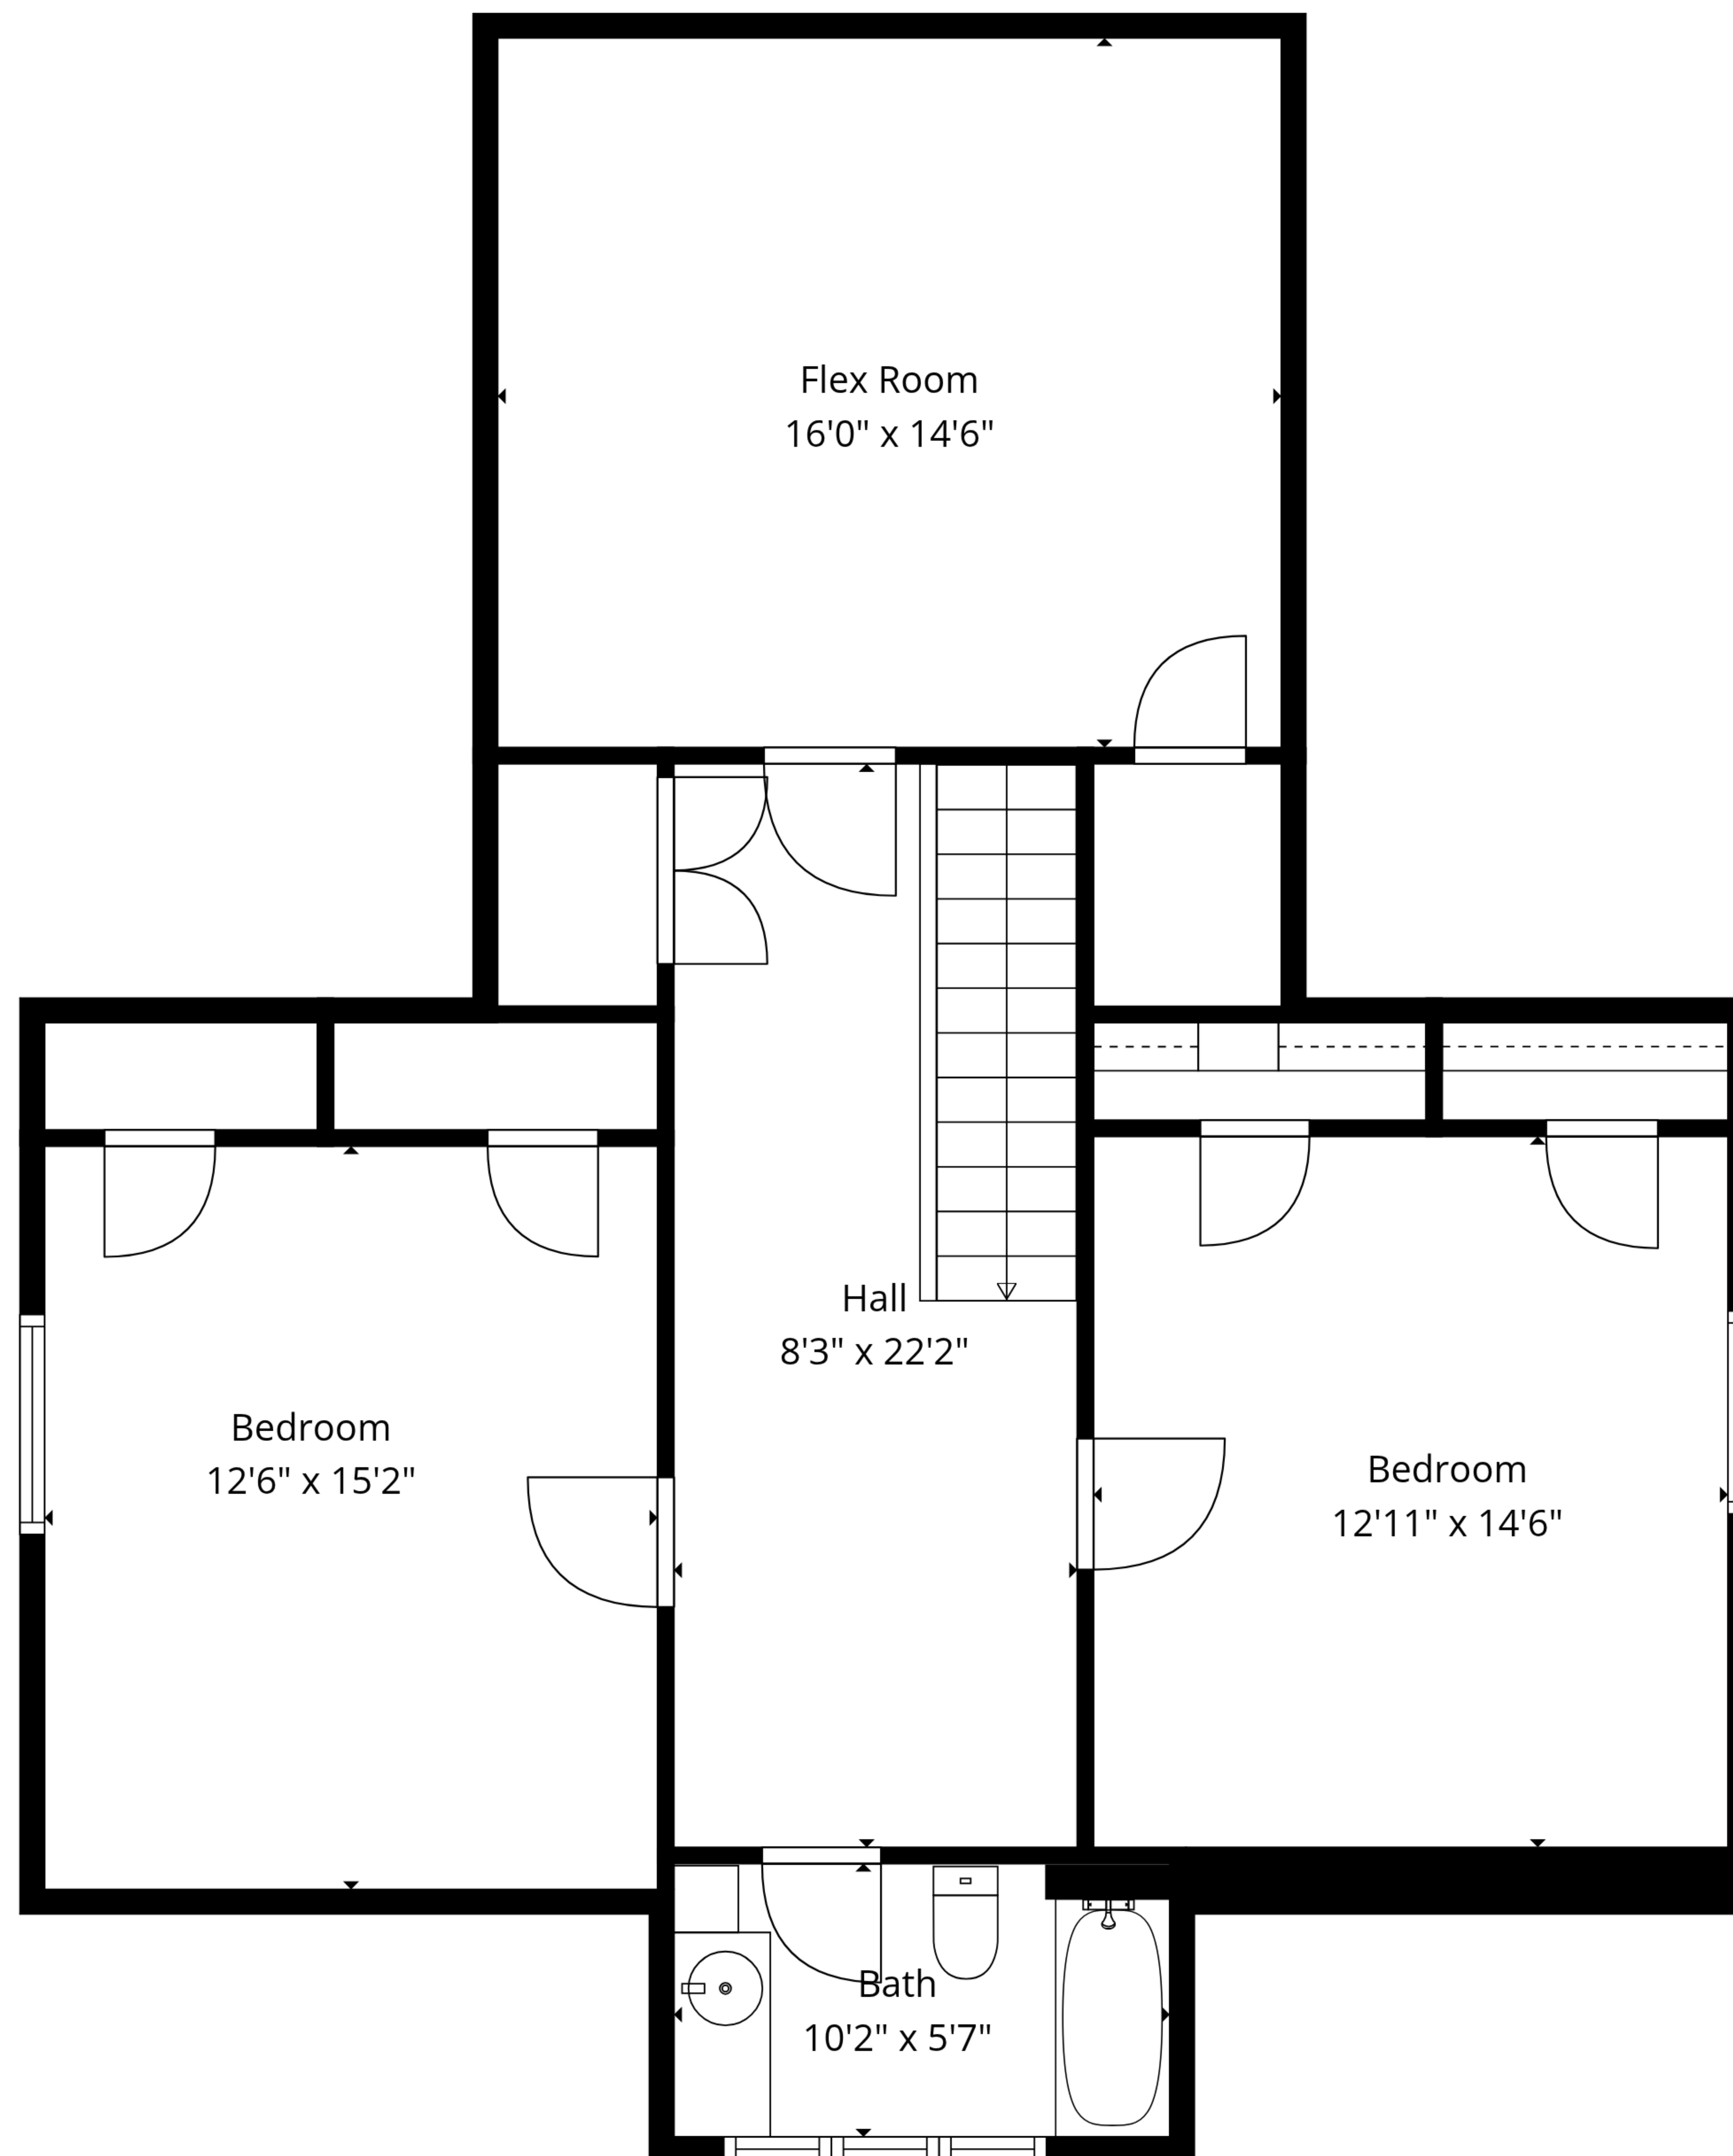 Flex Room
16'0" x 14'6"
Hall
8'3" x 22'2"
Bedroom
12'6" x 15'2"
Bedroom
12'11" x 14'6"
Bath
10'2" x 5'7"